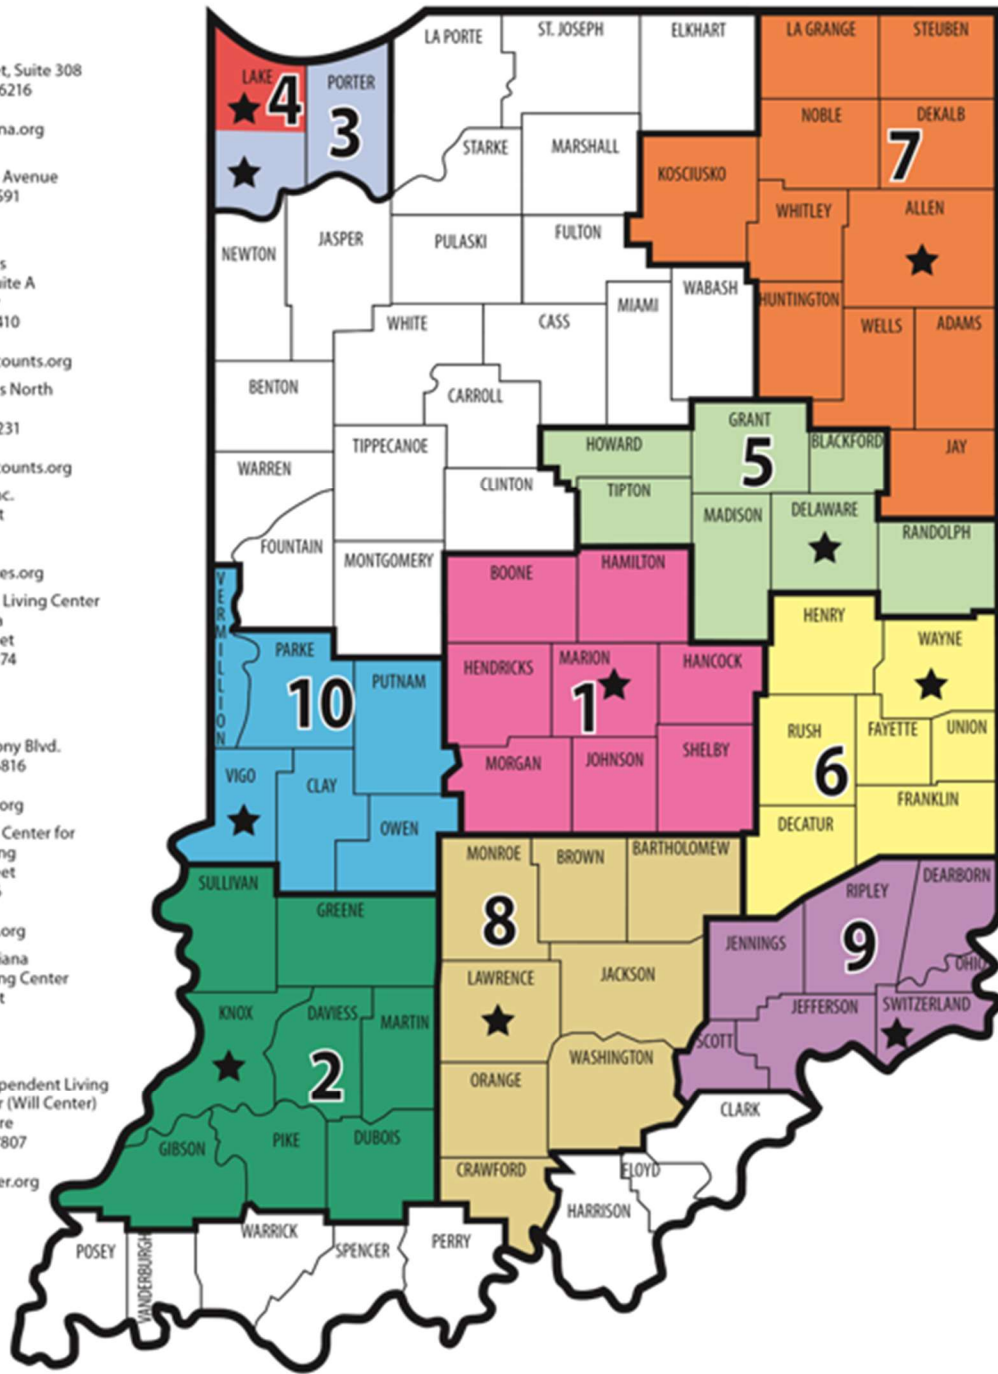 et, Suite 308
6216
na.org
Avenue
591
s
uite A
410
counts.org
s North
231
counts.org
nc.
t
es.org
Living Center
a
et
74
ony Blvd.
5816
org
Center for
ng
eet
.org
iana
ng Center
t
pendent Living
r (Will Center)
re
7807
er.org
LA PORTE
ST. JOSEPH
ELKHART
LA GRANGE
STEUBEN
LAKE
4
PORTER
3
NOBLE
DEKALB
7
STARKE
MARSHALL
KOSCIUSKO
WHITLEY
ALLEN
NEWTON
JASPER
PULASKI
FULTON
WABASH
MIAMI
HUNTINGTON
WHITE
CASS
WELLS
ADAMS
BENTON
CARROLL
GRANT
HOWARD
5
BLACKFORD
JAY
TIPPECANOE
WARREN
CLINTON
TIPTON
MADISON
DELAWARE
RANDOLPH
FOUNTAIN
MONTGOMERY
BOONE
HAMILTON
VERMILLION
HENRY
WAYNE
PARKE
10
PUTNAM
HENDRICKS
MARION
1
HANCOCK
RUSH
FAYETTE
UNION
6
MORGAN
JOHNSON
SHELBY
VIGO
CLAY
FRANKLIN
OWEN
DECATUR
MONROE
BROWN
BARTHOLOMEW
SULLIVAN
GREENE
8
RIPLEY
DEARBORN
JENNINGS
9
OHIO
LAWRENCE
JACKSON
KNOX
DAVIESS
MARTIN
JEFFERSON
SWITZERLAND
SCOTT
2
WASHINGTON
ORANGE
CLARK
GIBSON
PIKE
DUBOIS
CRAWFORD
FLOYD
HARRISON
POSEY
VANDERBURGH
WARRICK
SPENCER
PERRY